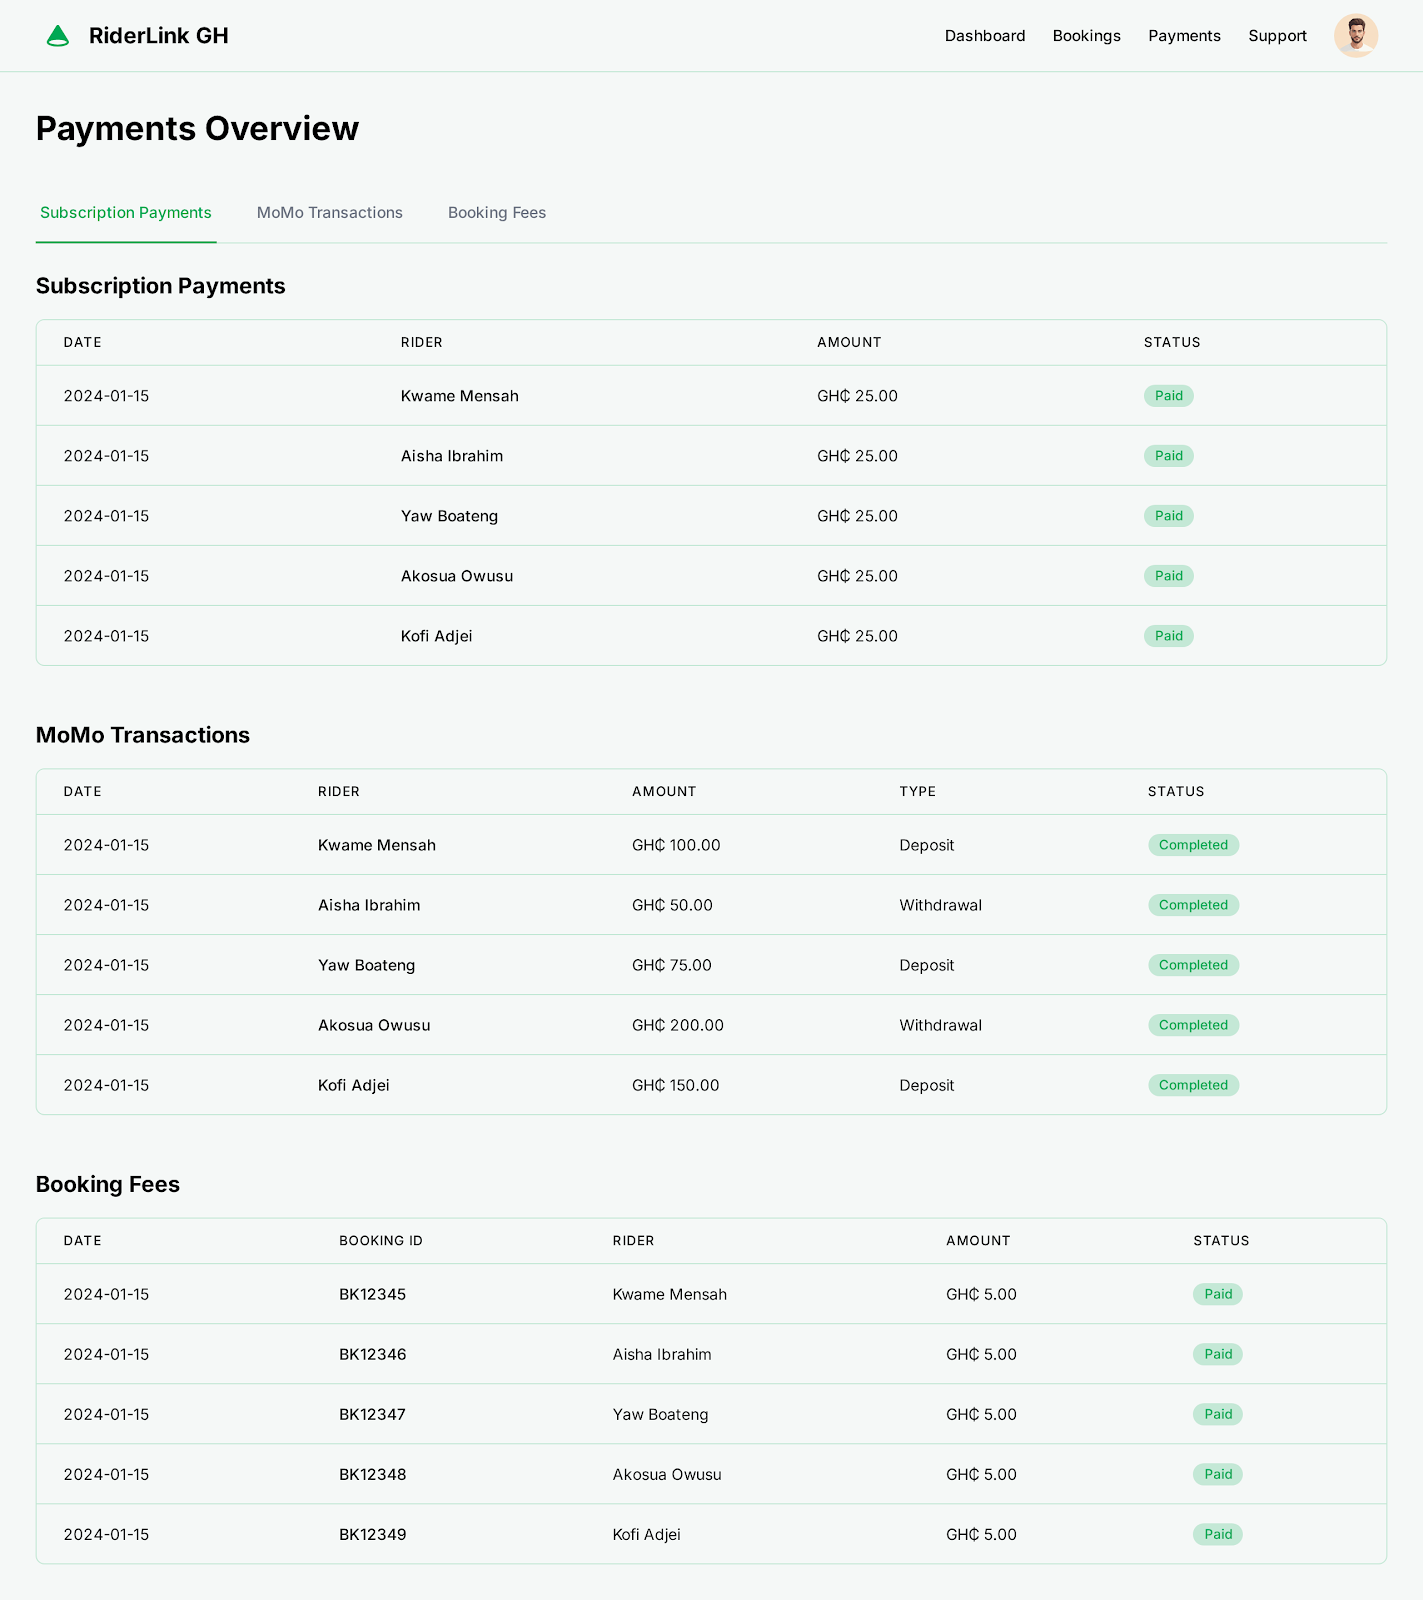 RiderLink GH Dashboard Bookings Payments Support
Payments Overview
Subscription Payments MoMo Transactions Booking Fees
Subscription Payments
DATE RIDER AMOUNT STATUS
2024-01-15 Kwame Mensah GH₵ 25.00 Paid
2024-01-15 Aisha Ibrahim GH₵ 25.00 Paid
2024-01-15 Yaw Boateng GH₵ 25.00 Paid
2024-01-15 Akosua Owusu GH₵ 25.00 Paid
2024-01-15 Kofi Adjei GH₵ 25.00 Paid
MoMo Transactions
DATE RIDER AMOUNT TYPE STATUS
2024-01-15 Kwame Mensah GH₵ 100.00 Deposit Completed
2024-01-15 Aisha Ibrahim GH₵ 50.00 Withdrawal Completed
2024-01-15 Yaw Boateng GH₵ 75.00 Deposit Completed
2024-01-15 Akosua Owusu GH₵ 200.00 Withdrawal Completed
2024-01-15 Kofi Adjei GH₵ 150.00 Deposit Completed
Booking Fees
DATE BOOKING ID RIDER AMOUNT STATUS
2024-01-15 BK12345 Kwame Mensah GH₵ 5.00 Paid
2024-01-15 BK12346 Aisha Ibrahim GH₵ 5.00 Paid
2024-01-15 BK12347 Yaw Boateng GH₵ 5.00 Paid
2024-01-15 BK12348 Akosua Owusu GH₵ 5.00 Paid
2024-01-15 BK12349 Kofi Adjei GH₵ 5.00 Paid